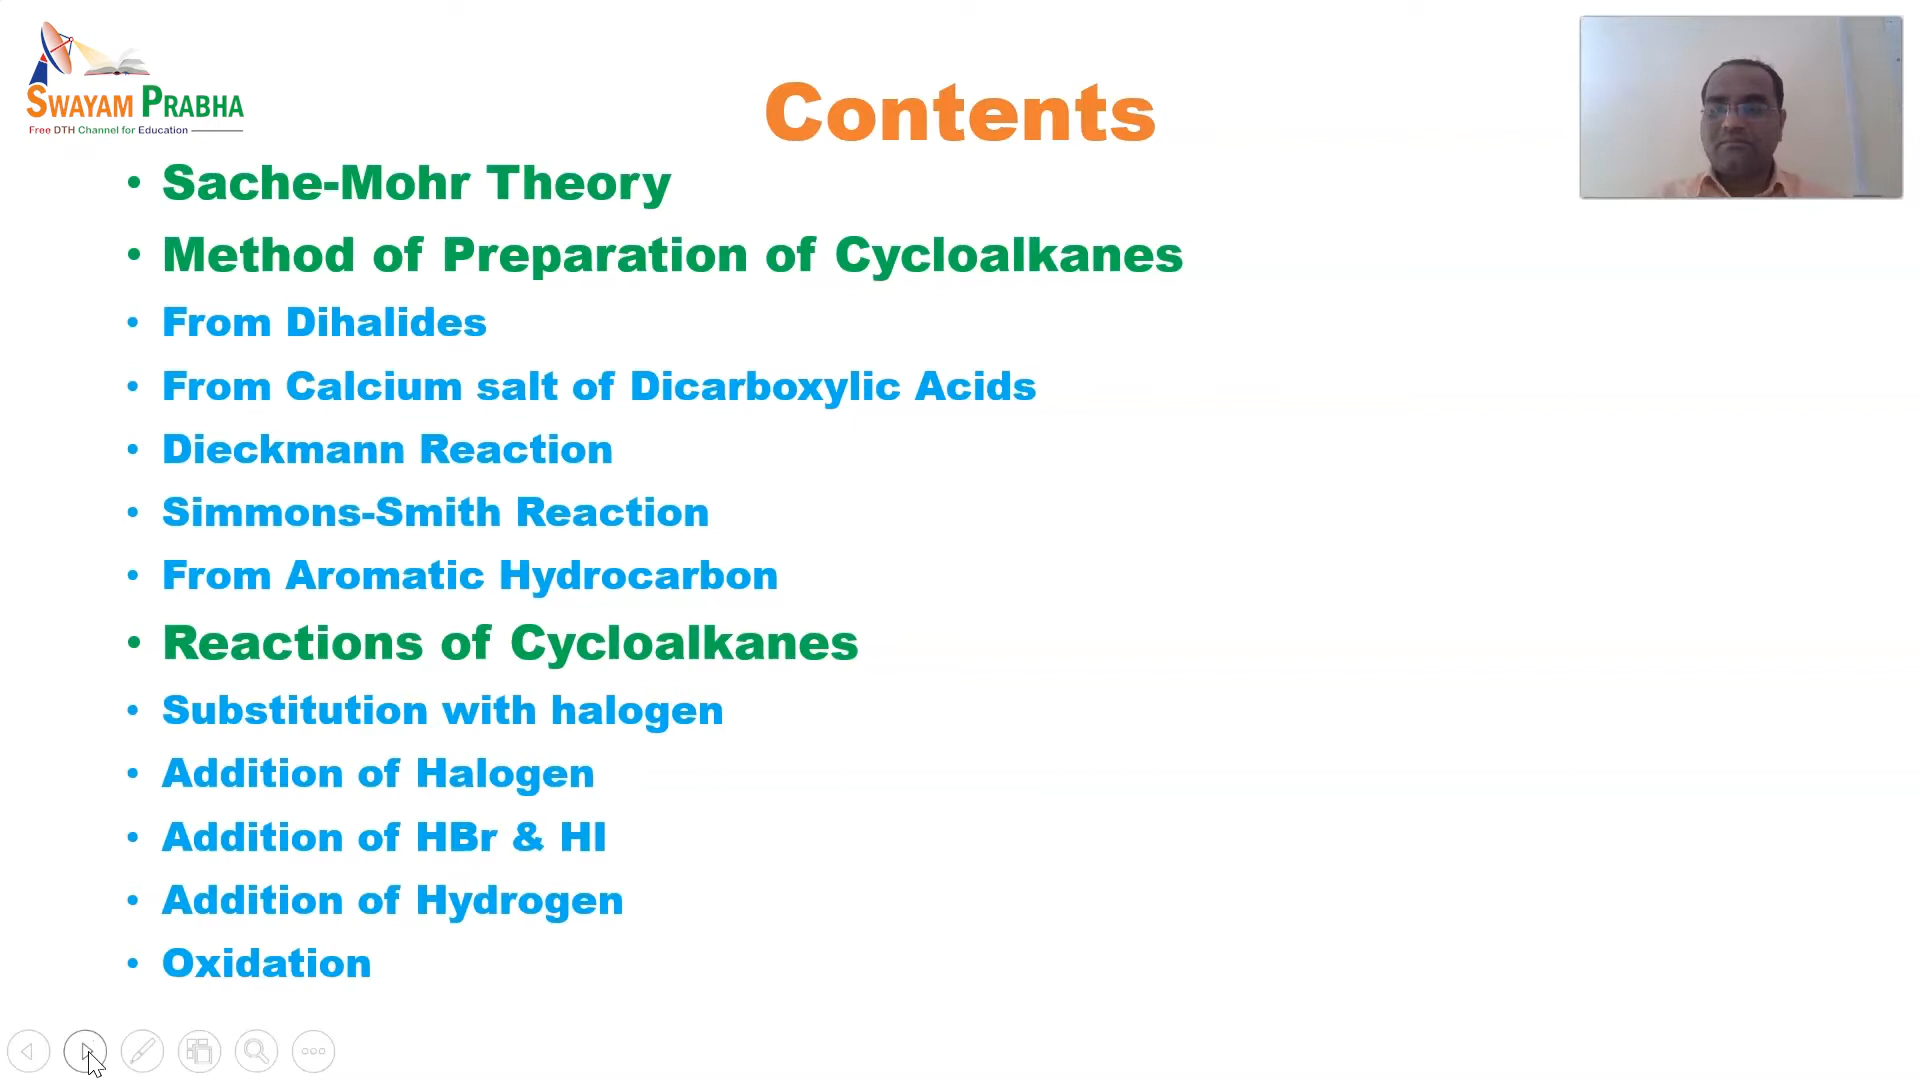 SWAYAM PRABHA
Free DTH Channel for Education
Contents
• Sache-Mohr Theory
• Method of Preparation of Cycloalkanes
• From Dihalides
• From Calcium salt of Dicarboxylic Acids
• Dieckmann Reaction
• Simmons-Smith Reaction
• From Aromatic Hydrocarbon
• Reactions of Cycloalkanes
• Substitution with halogen
• Addition of Halogen
• Addition of HBr & HI
• Addition of Hydrogen
• Oxidation